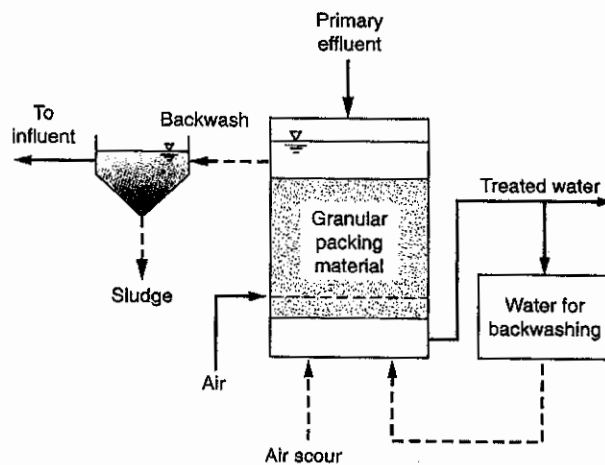 Primary
effluent
To
influent
Backwash
Treated water
Granular
packing
material
Sludge
Water for
backwashing
Air
Air scour